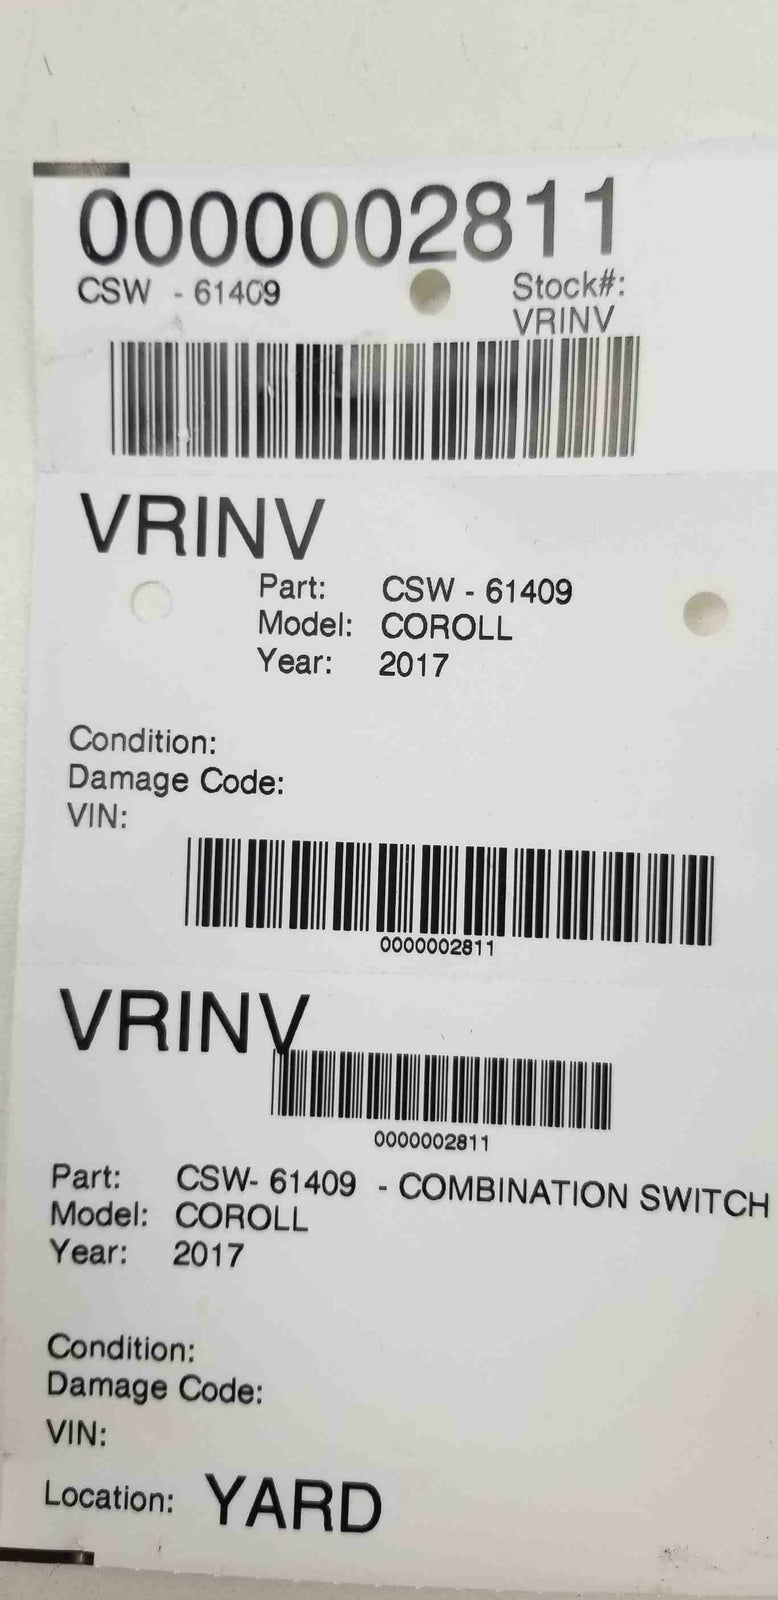 0000002811
CSW - 61409 Stock#:
VRINV
VRINV
Part: CSW - 61409
Model: COROLL
Year: 2017
Condition:
Damage Code:
VIN:
0000002811
VRINV
0000002811
Part: CSW- 61409 - COMBINATION SWITCH
Model: COROLL
Year: 2017
Condition:
Damage Code:
VIN:
Location: YARD